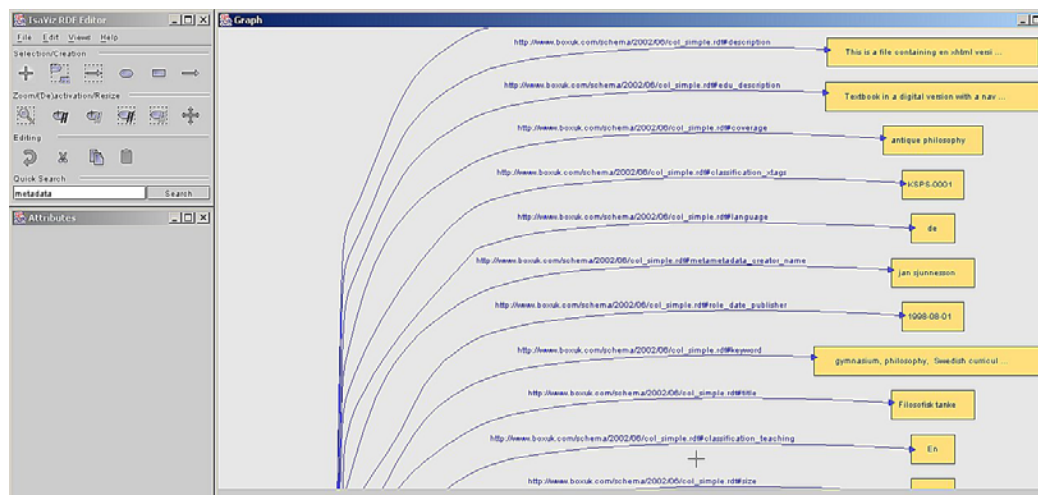 IsaViz RDF Editor
File Edit Views Help
Selection/Creation
Zoom/(De)activation/Resize
Editing
Quick Search
metadata Search
Attributes
Graph
http://www.boxuk.com/schema/2002/06/col_simple.rdf#description
This is a file containing en xhtml versi ...
http://www.boxuk.com/schema/2002/06/col_simple.rdf#edu_description
Textbook in a digital version with a nav ...
http://www.boxuk.com/schema/2002/06/col_simple.rdf#coverage
antique philosophy
http://www.boxuk.com/schema/2002/06/col_simple.rdf#classification_xtags
KSPS-0001
http://www.boxuk.com/schema/2002/06/col_simple.rdf#language
de
http://www.boxuk.com/schema/2002/06/col_simple.rdf#metametadata_creator_name
jan sjunnesson
http://www.boxuk.com/schema/2002/06/col_simple.rdf#role_date_publisher
1998-08-01
http://www.boxuk.com/schema/2002/06/col_simple.rdf#keyword
gymnasium, philosophy, Swedish curricul ...
http://www.boxuk.com/schema/2002/06/col_simple.rdf#title
Filosofisk tanke
http://www.boxuk.com/schema/2002/06/col_simple.rdf#classification_teaching
En
http://www.boxuk.com/schema/2002/06/col_simple.rdf#size